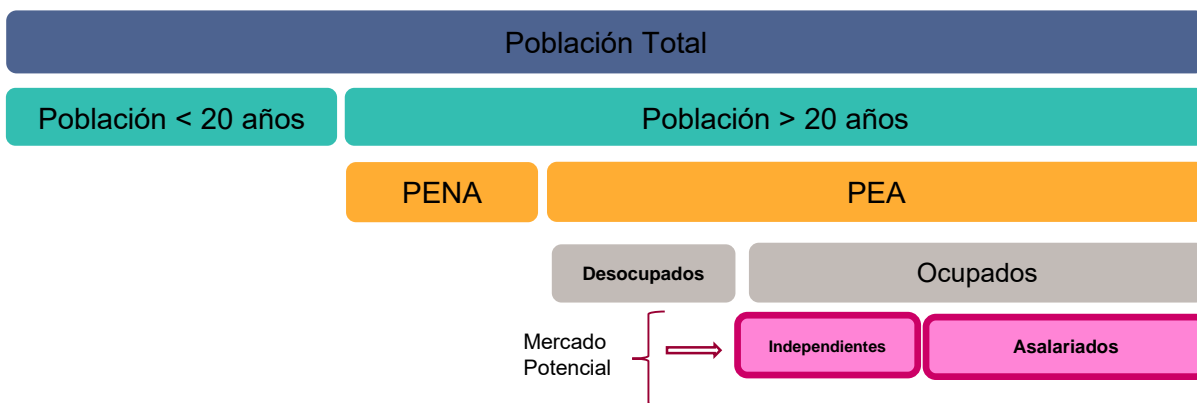 Población Total
Población < 20 años
Población > 20 años
PENA
PEA
Desocupados
Ocupados
Mercado
Potencial
Independientes
Asalariados